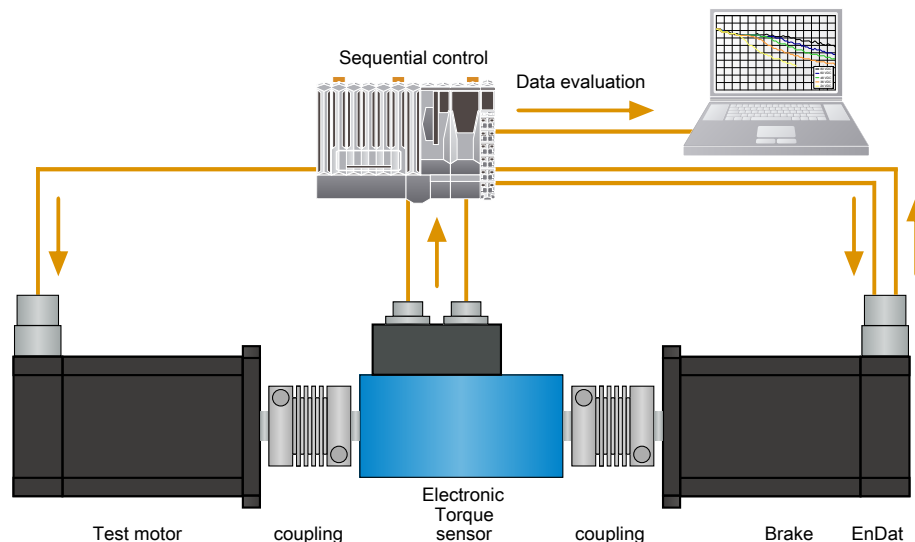 Sequential control
Data evaluation
Electronic
Torque
sensor
Test motor
coupling
coupling
Brake
EnDat